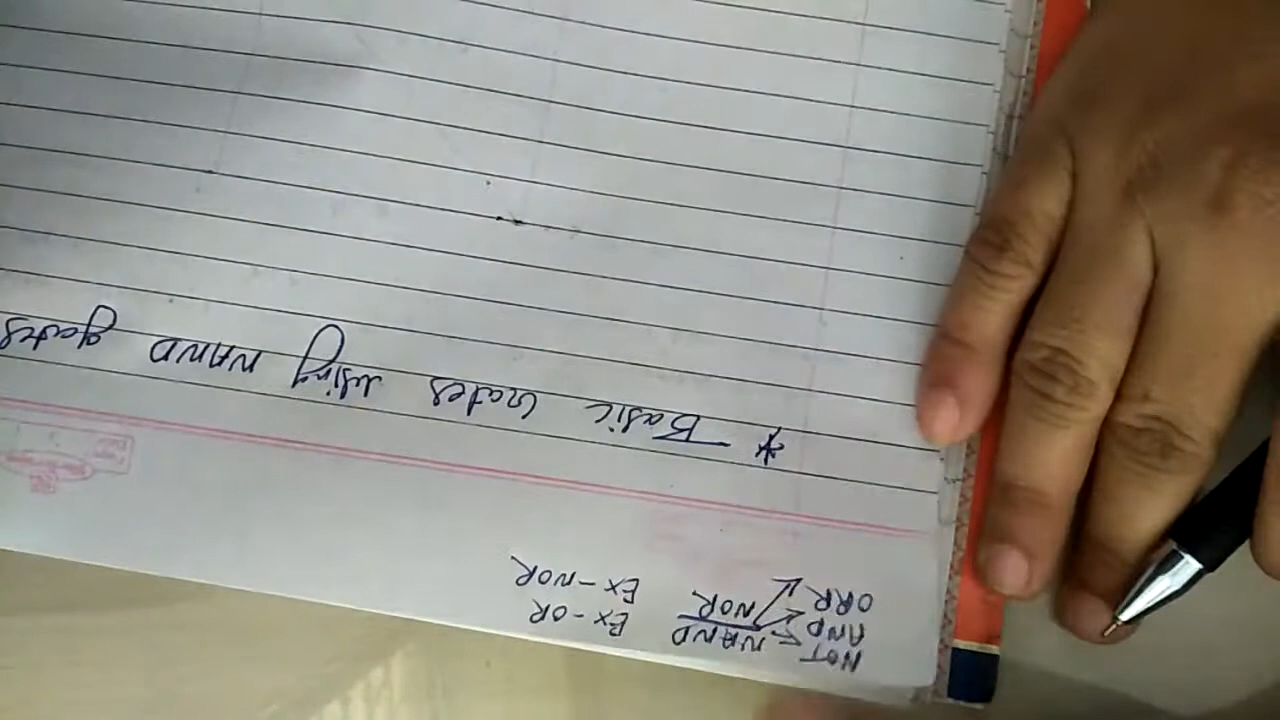 NOT
AND NAND Ex-OR
ORR NOR Ex-NOR
* Basic Gates using NAND gates